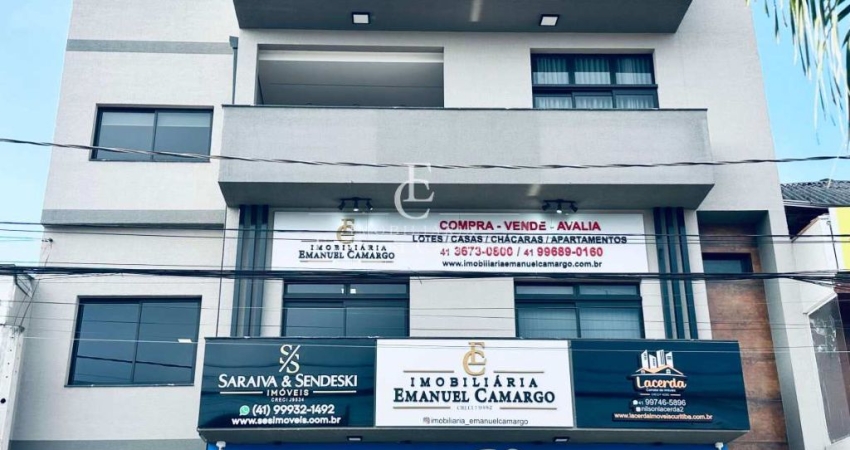 COMPRA - VENDE - AVALIA
IMOBILIÁRIA
EMANUEL CAMARGO
LOTES / CASAS / CHÁCARAS / APARTAMENTOS
41 3673-0800 / 41 99689-0160
www.imobiliariaemanuelcamargo.com.br
SARAIVA & SENDESKI
IMÓVEIS
(41) 99932-1492
www.sesimoveis.com.br
IMOBILIÁRIA
EMANUEL CAMARGO
imobiliaria_emanuelcamargo
Lacerda
41 99746-5896
@nilsonlacerda2
www.lacerdaimoveiscuritiba.com.br